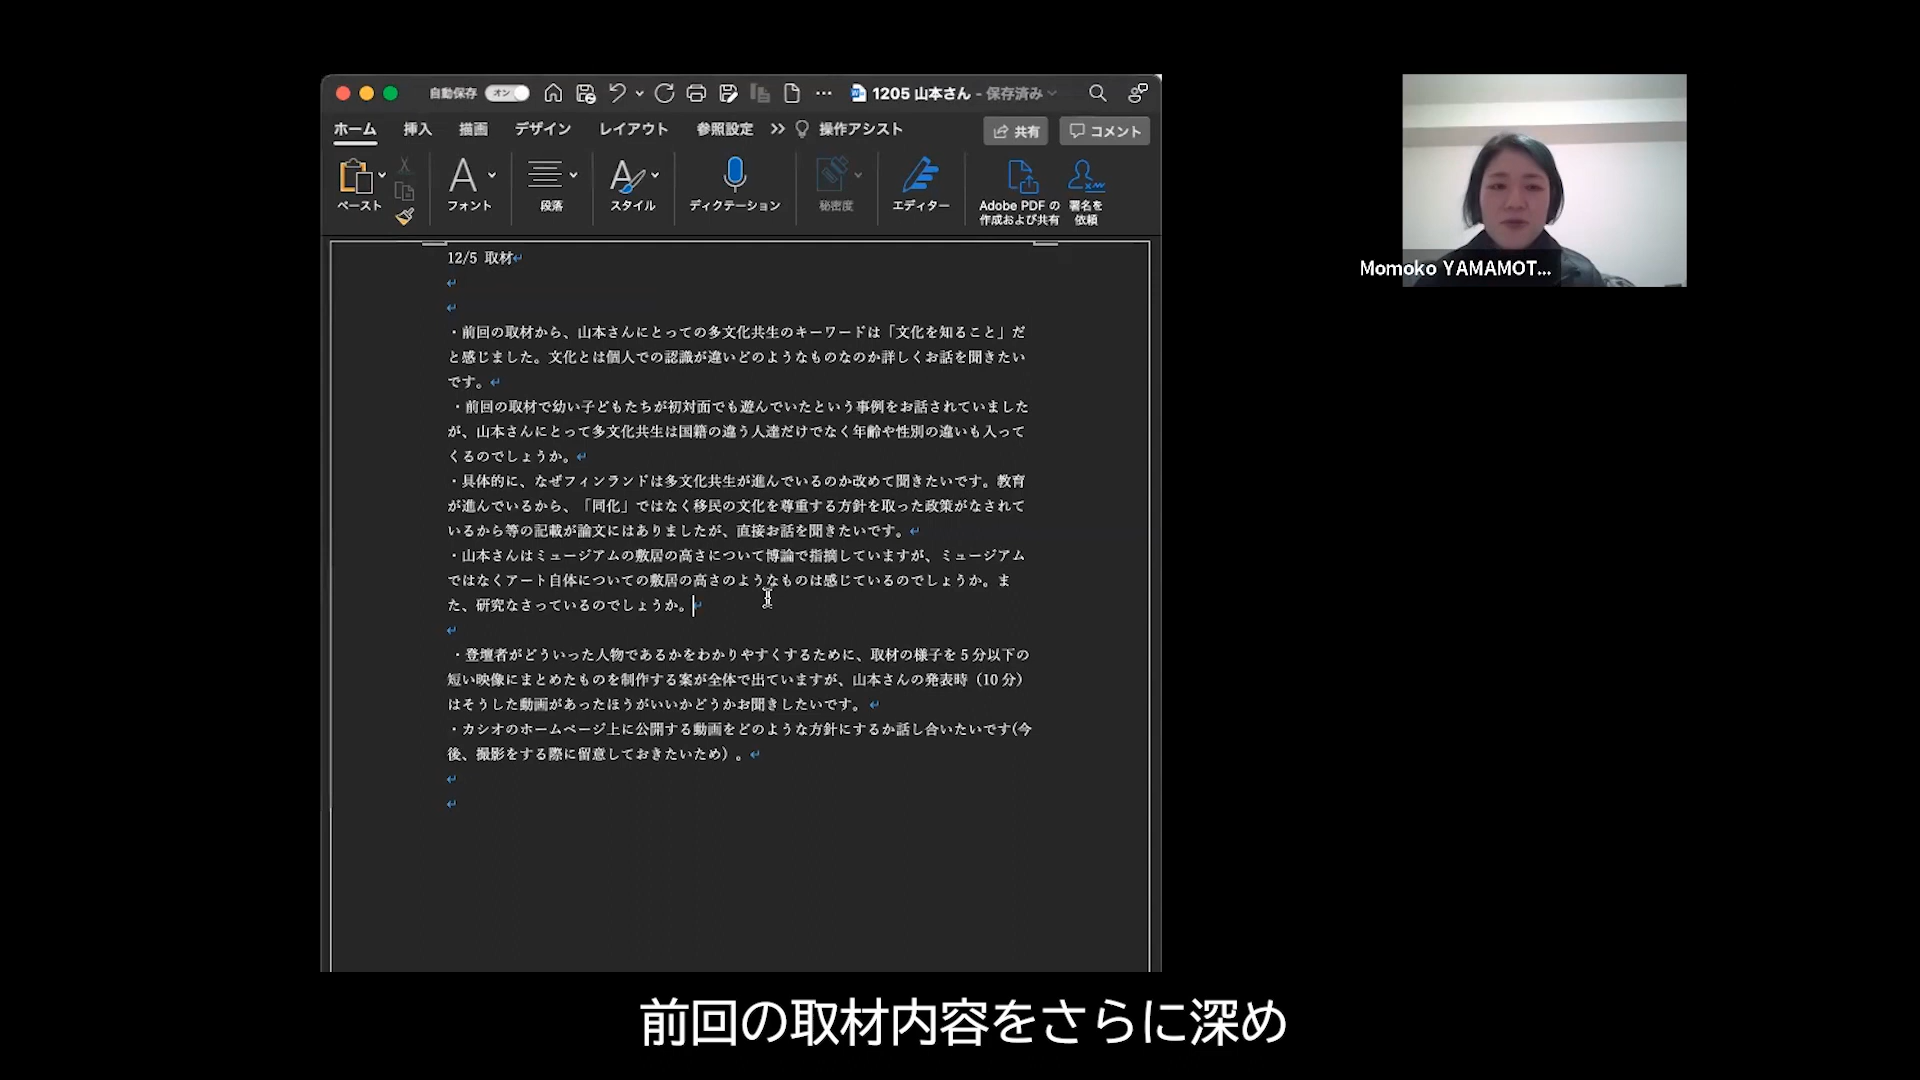 自動保存 オン 1205 山本さん - 保存済み
ホーム 挿入 描画 デザイン レイアウト 参照設定 操作アシスト 共有 コメント
ペースト フォント 段落 スタイル ディクテーション 秘密度 エディター Adobe PDF の 署名を
作成および共有 依頼
12/5 取材
・前回の取材から、山本さんにとっての多文化共生のキーワードは「文化を知ること」だ
と感じました。文化とは個人での認識が違いどのようなものなのか詳しくお話を聞きたい
です。
・前回の取材で幼い子どもたちが初対面でも遊んでいたという事例をお話されていました
が、山本さんにとって多文化共生は国籍の違う人達だけでなく年齢や性別の違いも入って
くるのでしょうか。
・具体的に、なぜフィンランドは多文化共生が進んでいるのか改めて聞きたいです。教育
が進んでいるから、「同化」ではなく移民の文化を尊重する方針を取った政策がなされて
いるから等の記載が論文にはありましたが、直接お話を聞きたいです。
・山本さんはミュージアムの敷居の高さについて博論で指摘していますが、ミュージアム
ではなくアート自体についての敷居の高さのようなものは感じているのでしょうか。ま
た、研究なさっているのでしょうか。
・登壇者がどういった人物であるかをわかりやすくするために、取材の様子を5分以下の
短い映像にまとめたものを制作する案が全体で出ていますが、山本さんの発表時（10 分）
はそうした動画があったほうがいいかどうかお聞きしたいです。
・カシオのホームページ上に公開する動画をどのような方針にするか話し合いたいです(今
後、撮影をする際に留意しておきたいため）。
Momoko YAMAMOT...
前回の取材内容をさらに深め